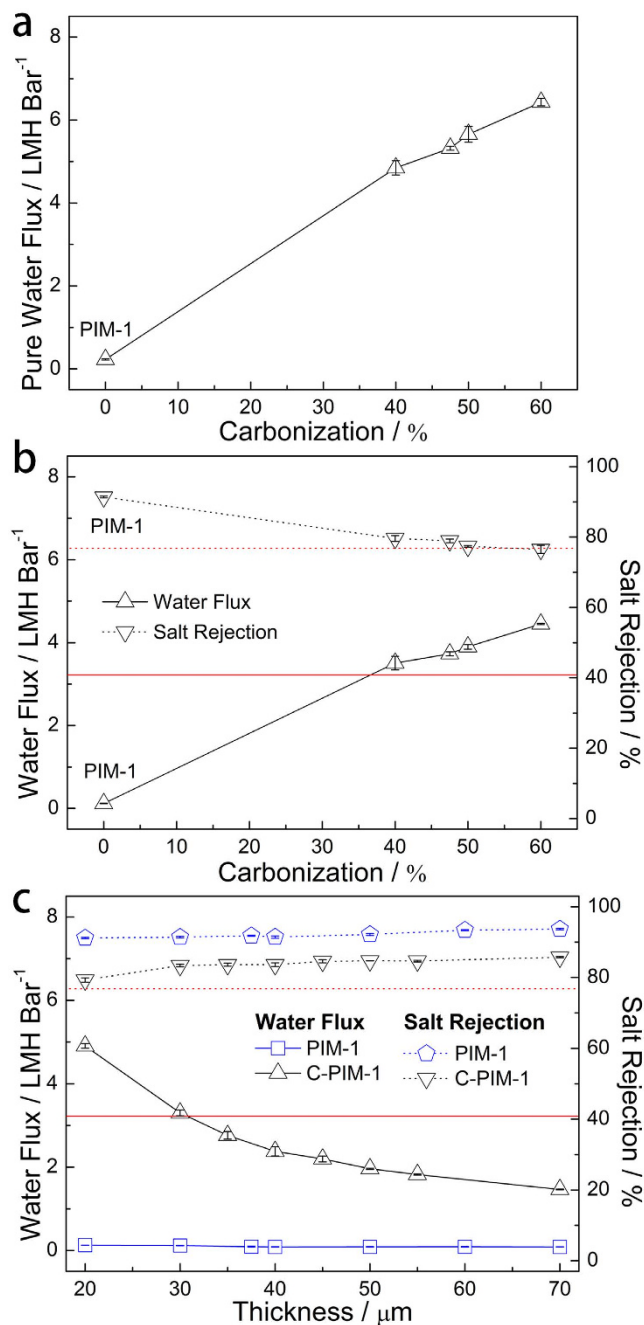 a
Pure Water Flux / LMH Bar⁻¹
8
6
4
2
0
PIM-1
0 10 20 30 40 50 60
Carbonization / %
b
Water Flux / LMH Bar⁻¹
8
6
4
2
0
PIM-1
Water Flux
Salt Rejection
PIM-1
100
80
60
40
20
0
Salt Rejection / %
0 10 20 30 40 50 60
Carbonization / %
c
Water Flux / LMH Bar⁻¹
8
6
4
2
0
Water Flux Salt Rejection
PIM-1 PIM-1
C-PIM-1 C-PIM-1
100
80
60
40
20
0
Salt Rejection / %
20 30 40 50 60 70
Thickness / μm